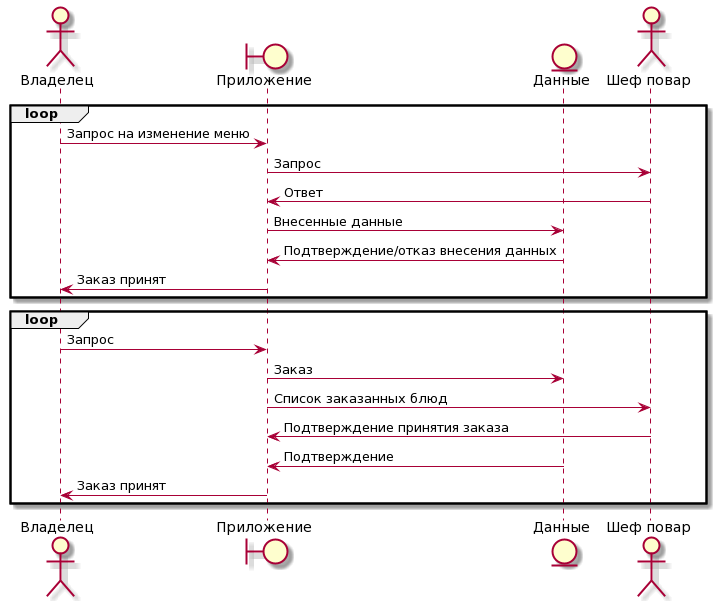 Владелец
Приложение
Данные
Шеф повар
loop
Запрос на изменение меню
Запрос
Ответ
Внесенные данные
Подтверждение/отказ внесения данных
Заказ принят
loop
Запрос
Заказ
Список заказанных блюд
Подтверждение принятия заказа
Подтверждение
Заказ принят
Владелец
Приложение
Данные
Шеф повар